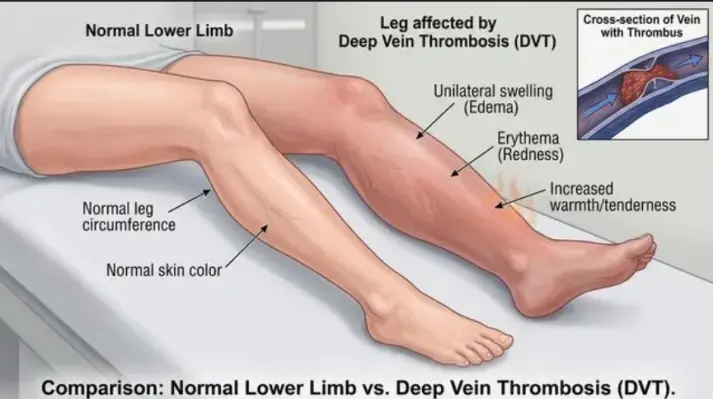 Normal Lower Limb
Leg affected by
Deep Vein Thrombosis (DVT)
Cross-section of Vein
with Thrombus
Unilateral swelling
(Edema)
Erythema
(Redness)
Increased
warmth/tenderness
Normal leg
circumference
Normal skin color
Comparison: Normal Lower Limb vs. Deep Vein Thrombosis (DVT).